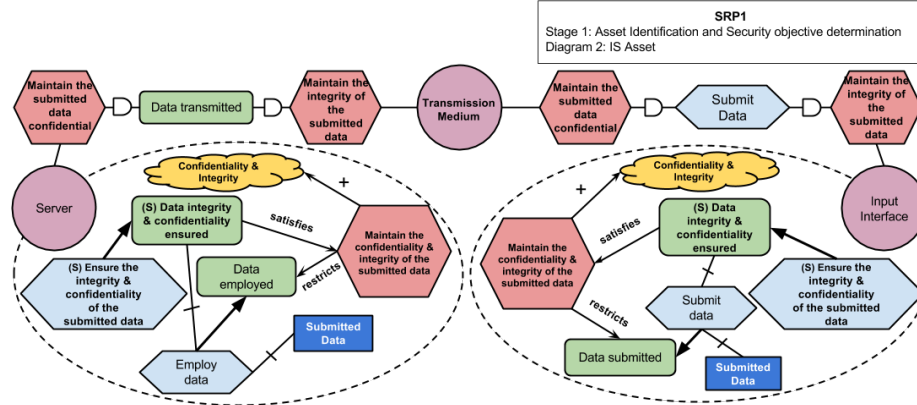 SRP1
Stage 1: Asset Identification and Security objective determination
Diagram 2: IS Asset
Maintain the
submitted
data
confidential
Data transmitted
Maintain the
integrity of
the
submitted
data
Transmission
Medium
Maintain the
submitted
data
confidential
Submit
Data
Maintain the
integrity of
the
submitted
data
Server
Confidentiality &
Integrity
+
(S) Data integrity
& confidentiality
ensured
satisfies
Maintain the
confidentiality &
integrity of the
submitted data
restricts
Data
employed
(S) Ensure the
integrity &
confidentiality
of the
submitted data
Submitted
Data
Employ
data
Confidentiality &
Integrity
+
(S) Data
integrity &
confidentiality
ensured
Input
Interface
satisfies
Maintain the
confidentiality &
integrity of the
submitted data
(S) Ensure the
integrity &
confidentiality
of the submitted
data
Submit
data
restricts
Data submitted
Submitted
Data